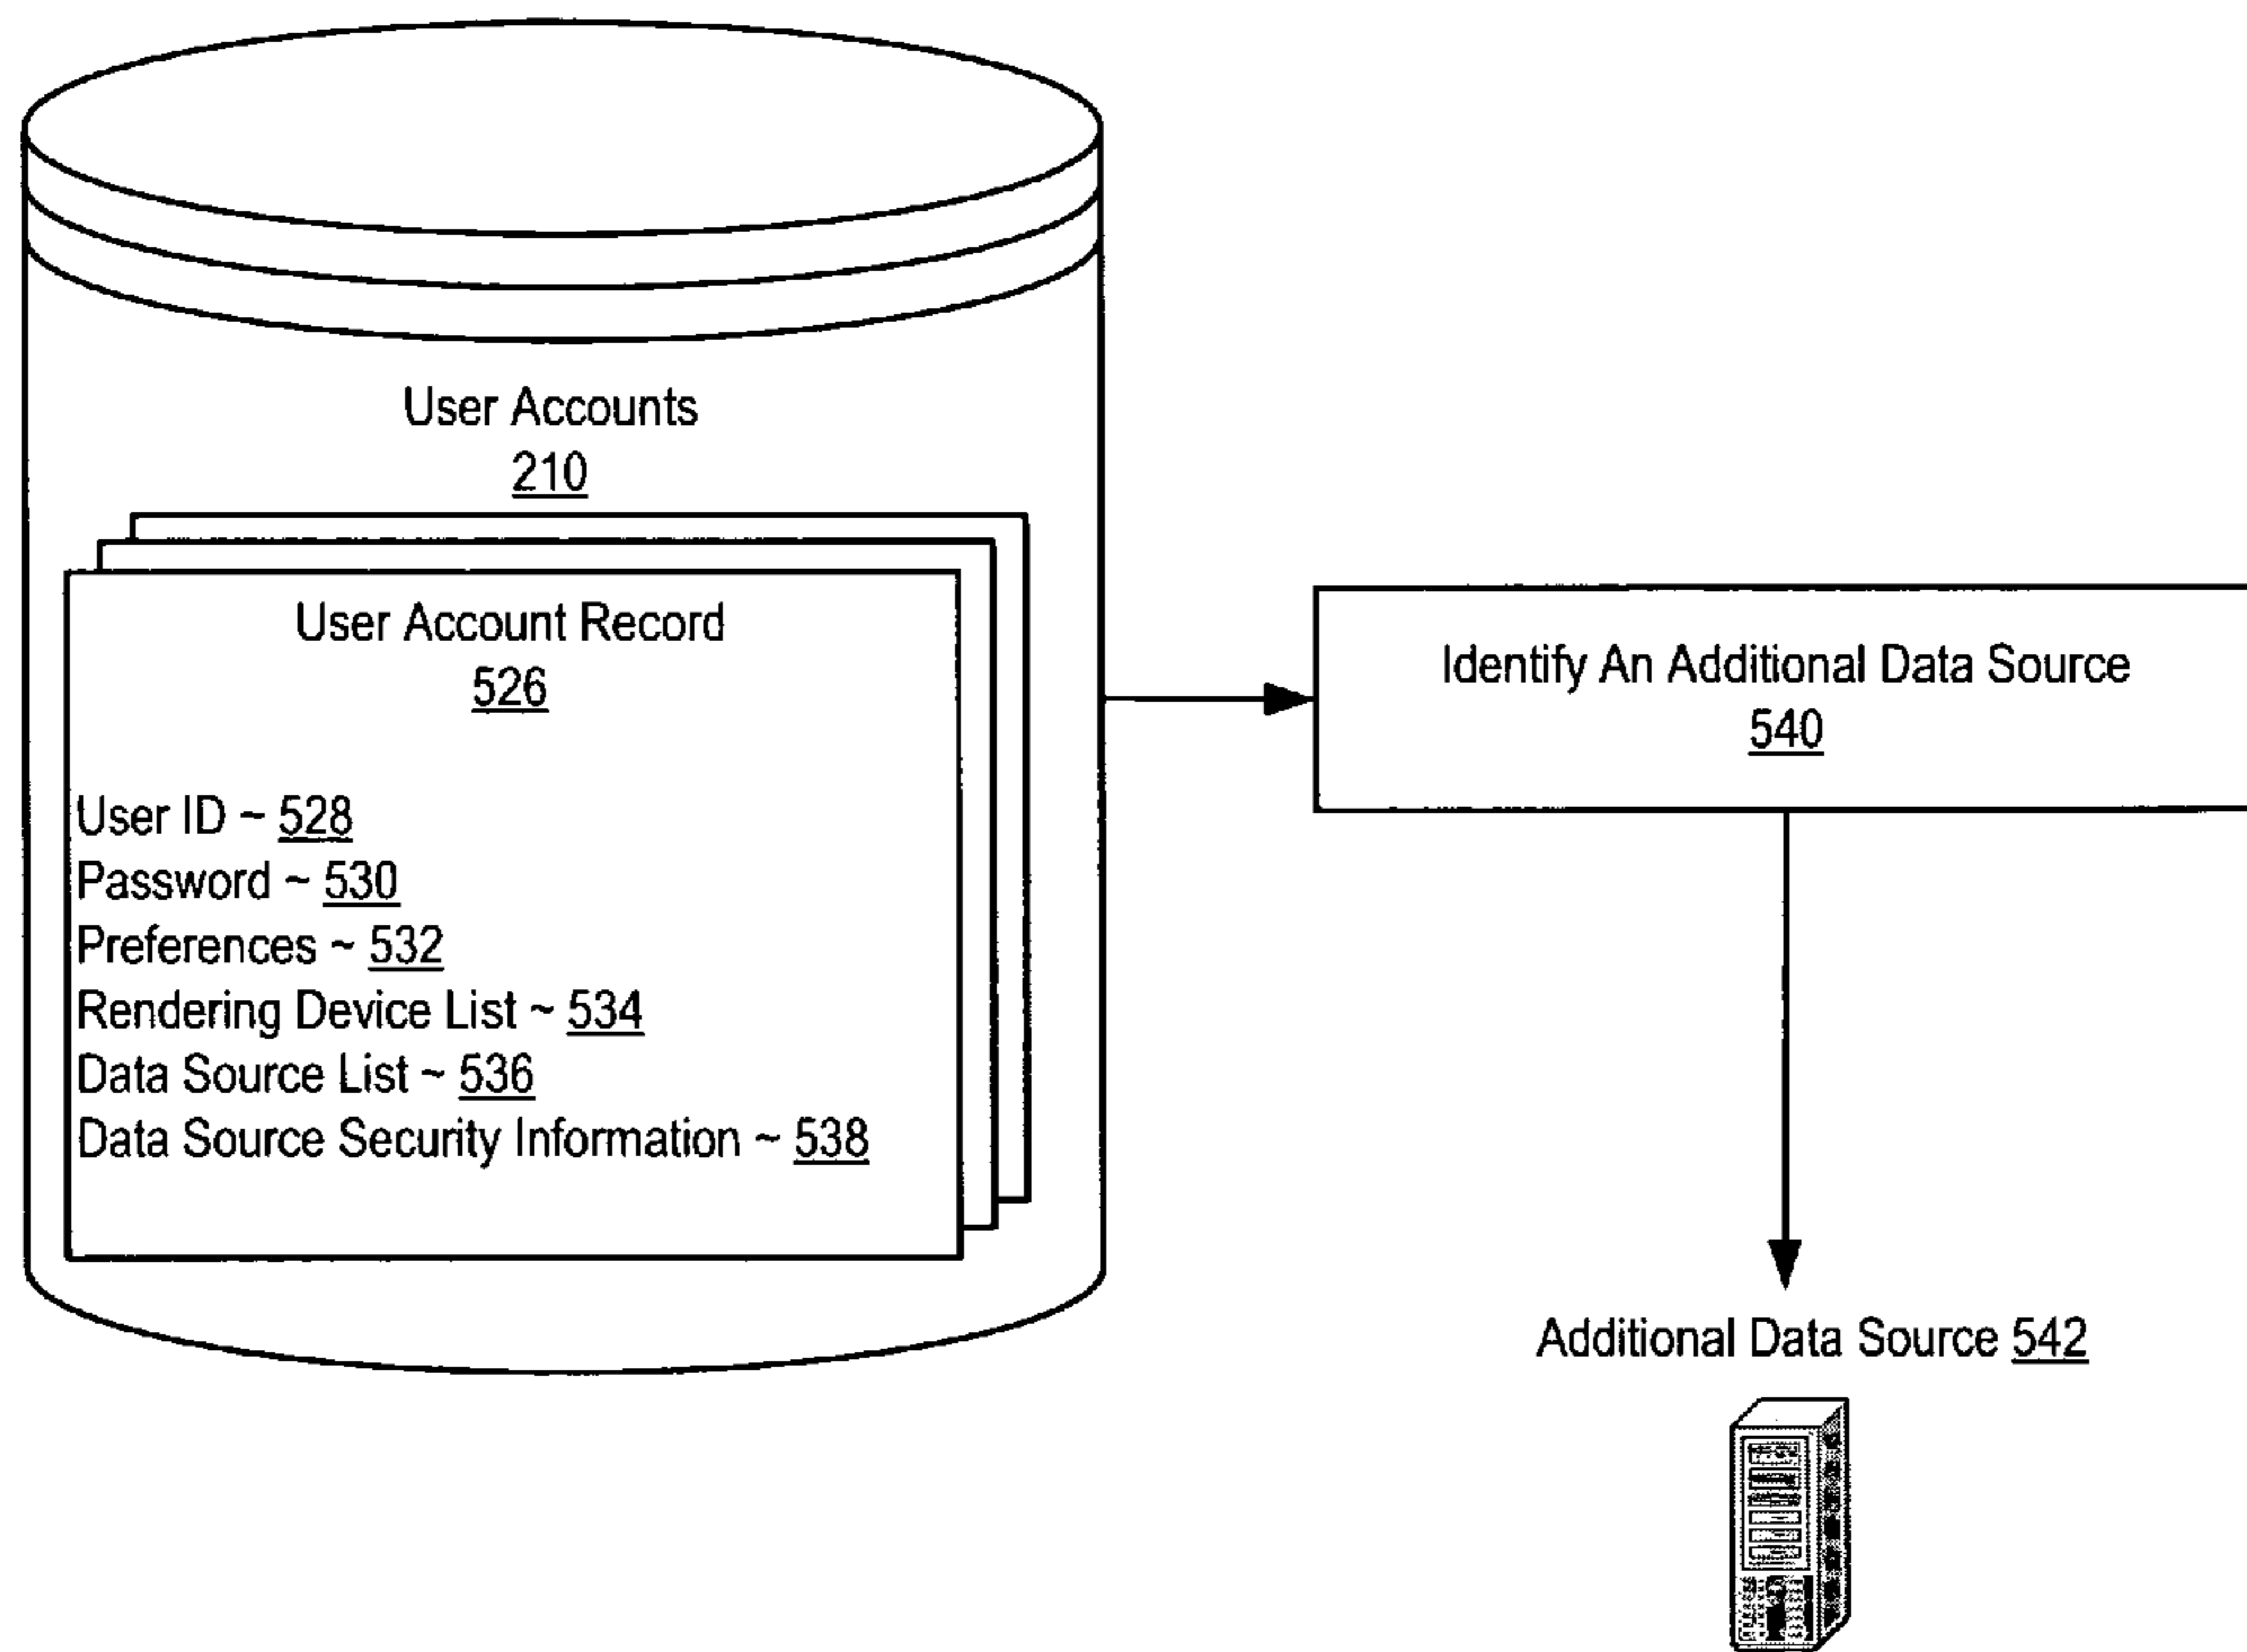 User Accounts
210
User Account Record
526
User ID ~ 528
Password ~ 530
Preferences ~ 532
Rendering Device List ~ 534
Data Source List ~ 536
Data Source Security Information ~ 538
Identify An Additional Data Source
540
Additional Data Source 542